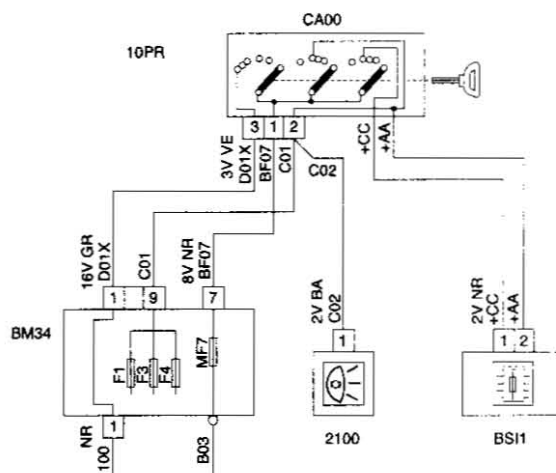 CA00
10PR
3 1 2
3V VE
D01X
BF07
C01
C02
+CC
+AA
16V GR
D01X
C01
8V NR
BF07
2V BA
C02
2V NR
+CC
+AA
1 9 7
1
1 2
BM34
F1
F3
F4
MF7
2100
BSI1
NR
1
100
B03